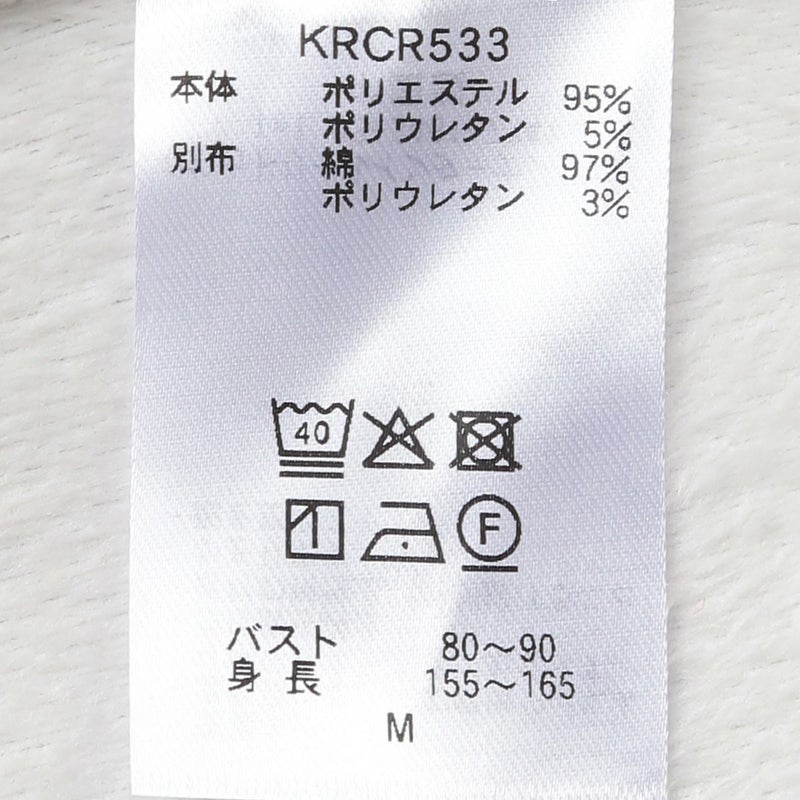 KRCR533
本体 ポリエステル 95%
ポリウレタン 5%
別布 綿 97%
ポリウレタン 3%
40
F
バスト 80～90
身長 155～165
M